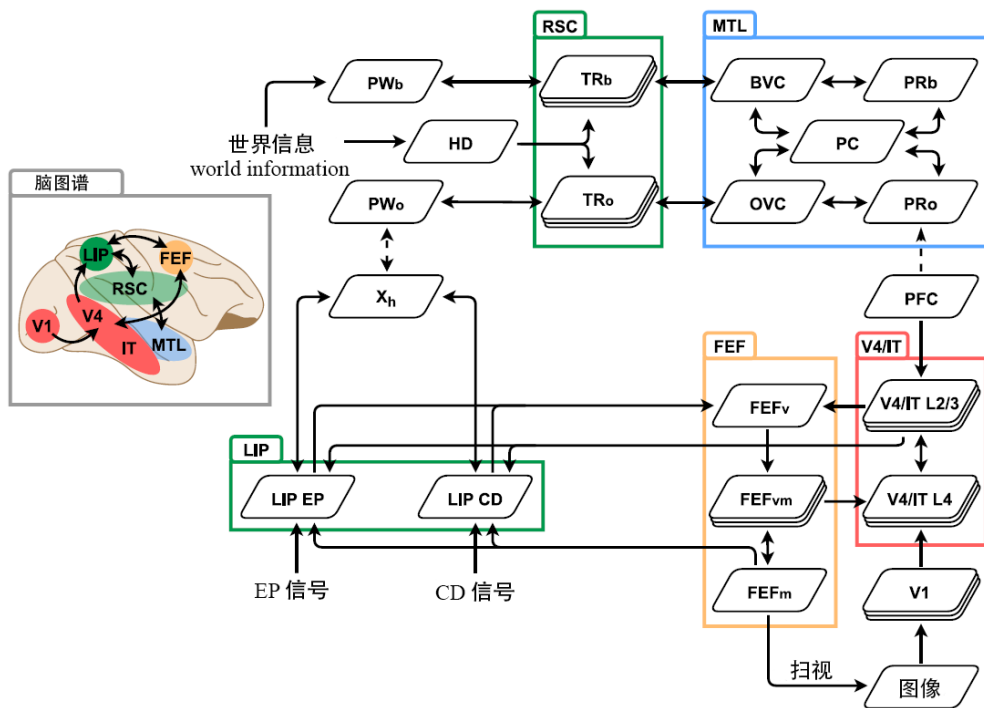 RSC
MTL
PWb
TRb
BVC
PRb
世界信息
world information
HD
PC
PWo
TRo
OVC
PRo
脑图谱
LIP
FEF
RSC
V1
V4
IT
MTL
Xh
PFC
FEF
V4/IT
FEFv
V4/IT L2/3
LIP
LIP EP
LIP CD
FEFvm
V4/IT L4
EP 信号
CD 信号
FEFm
V1
扫视
图像